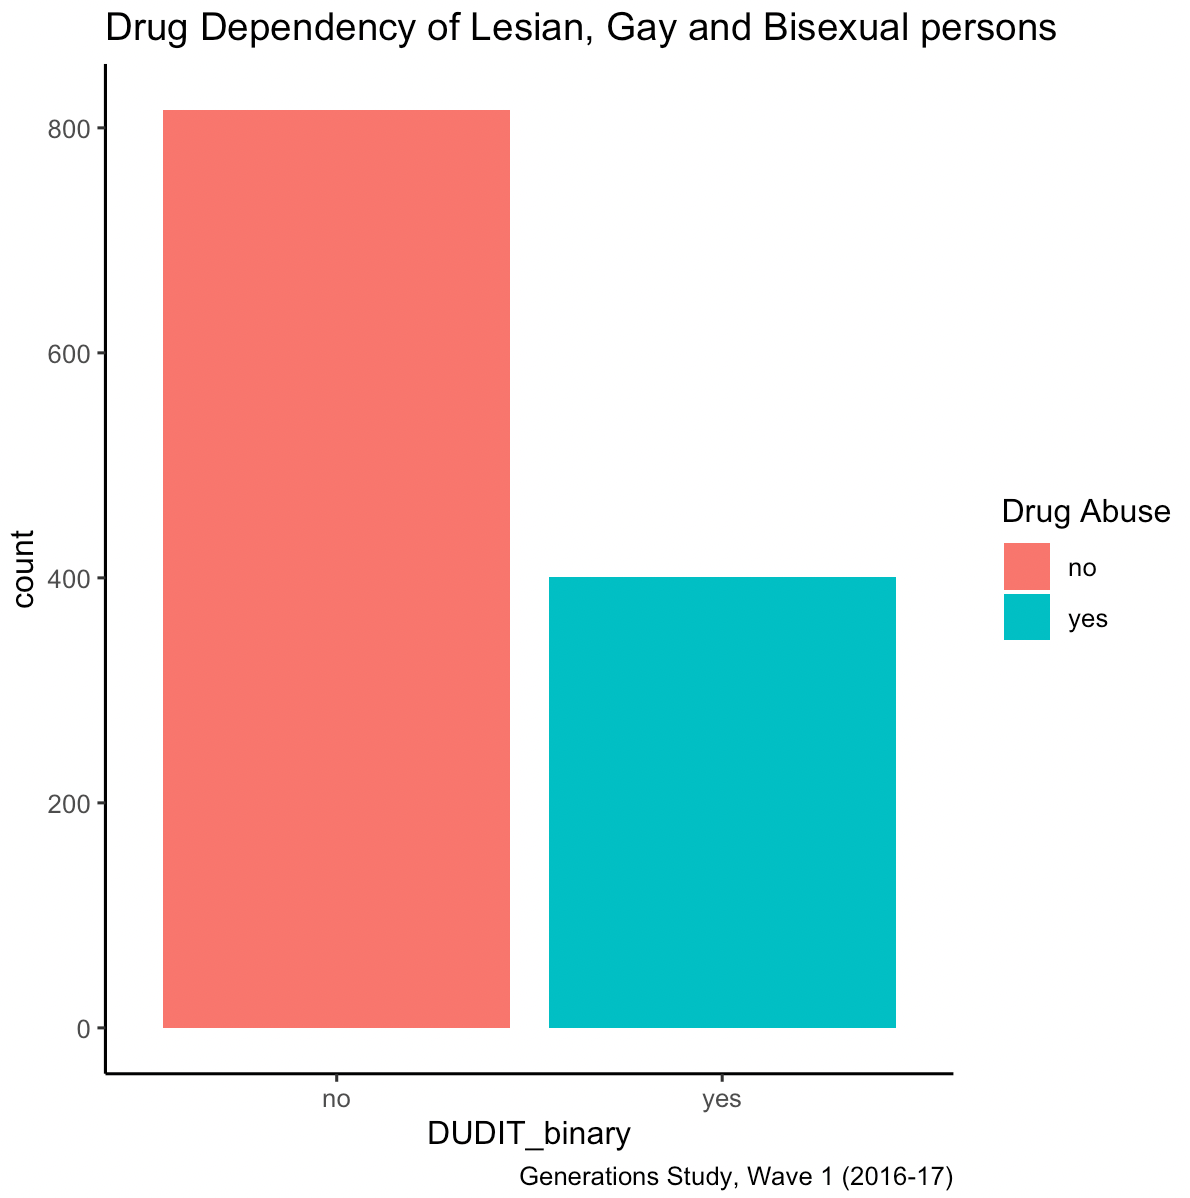 Drug Dependency of Lesian, Gay and Bisexual persons
800
600
400
200
0
count
no
yes
DUDIT_binary
Drug Abuse
no
yes
Generations Study, Wave 1 (2016-17)